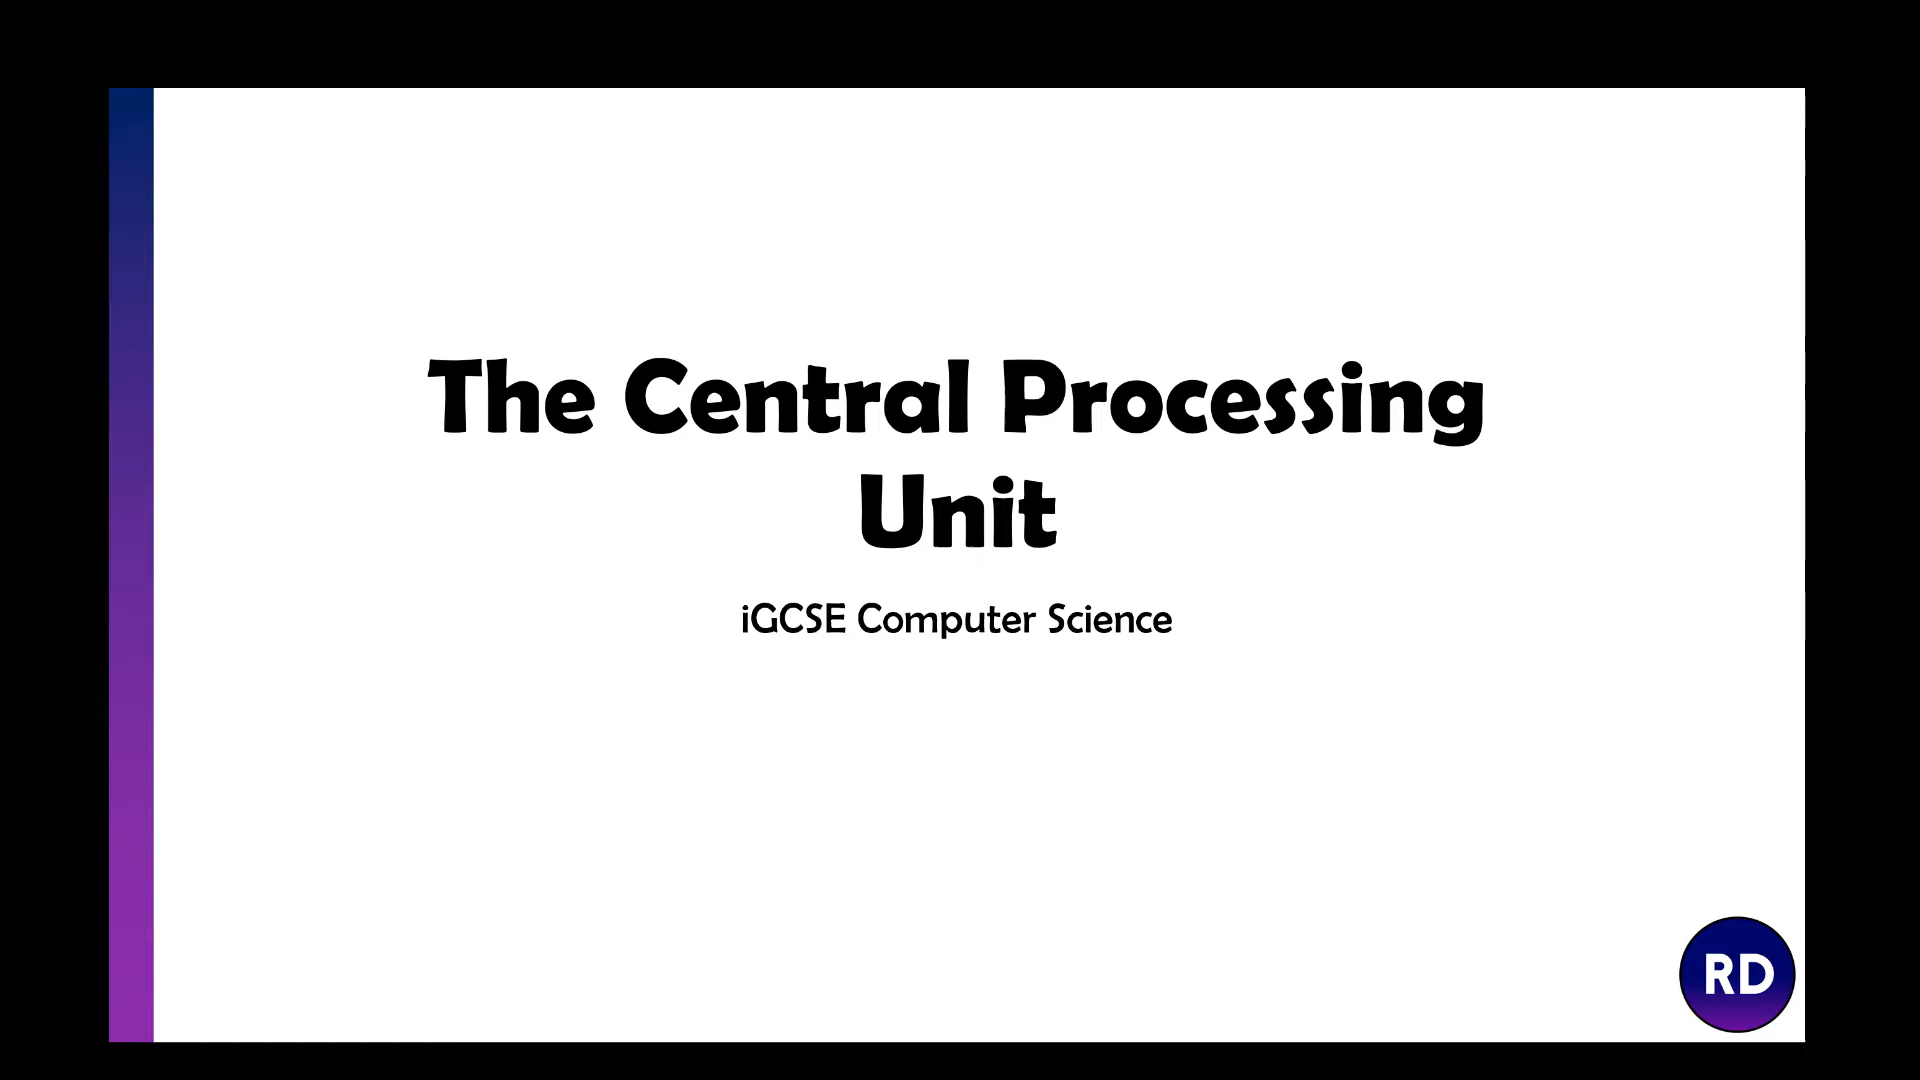 The Central Processing
Unit
iGCSE Computer Science
RD